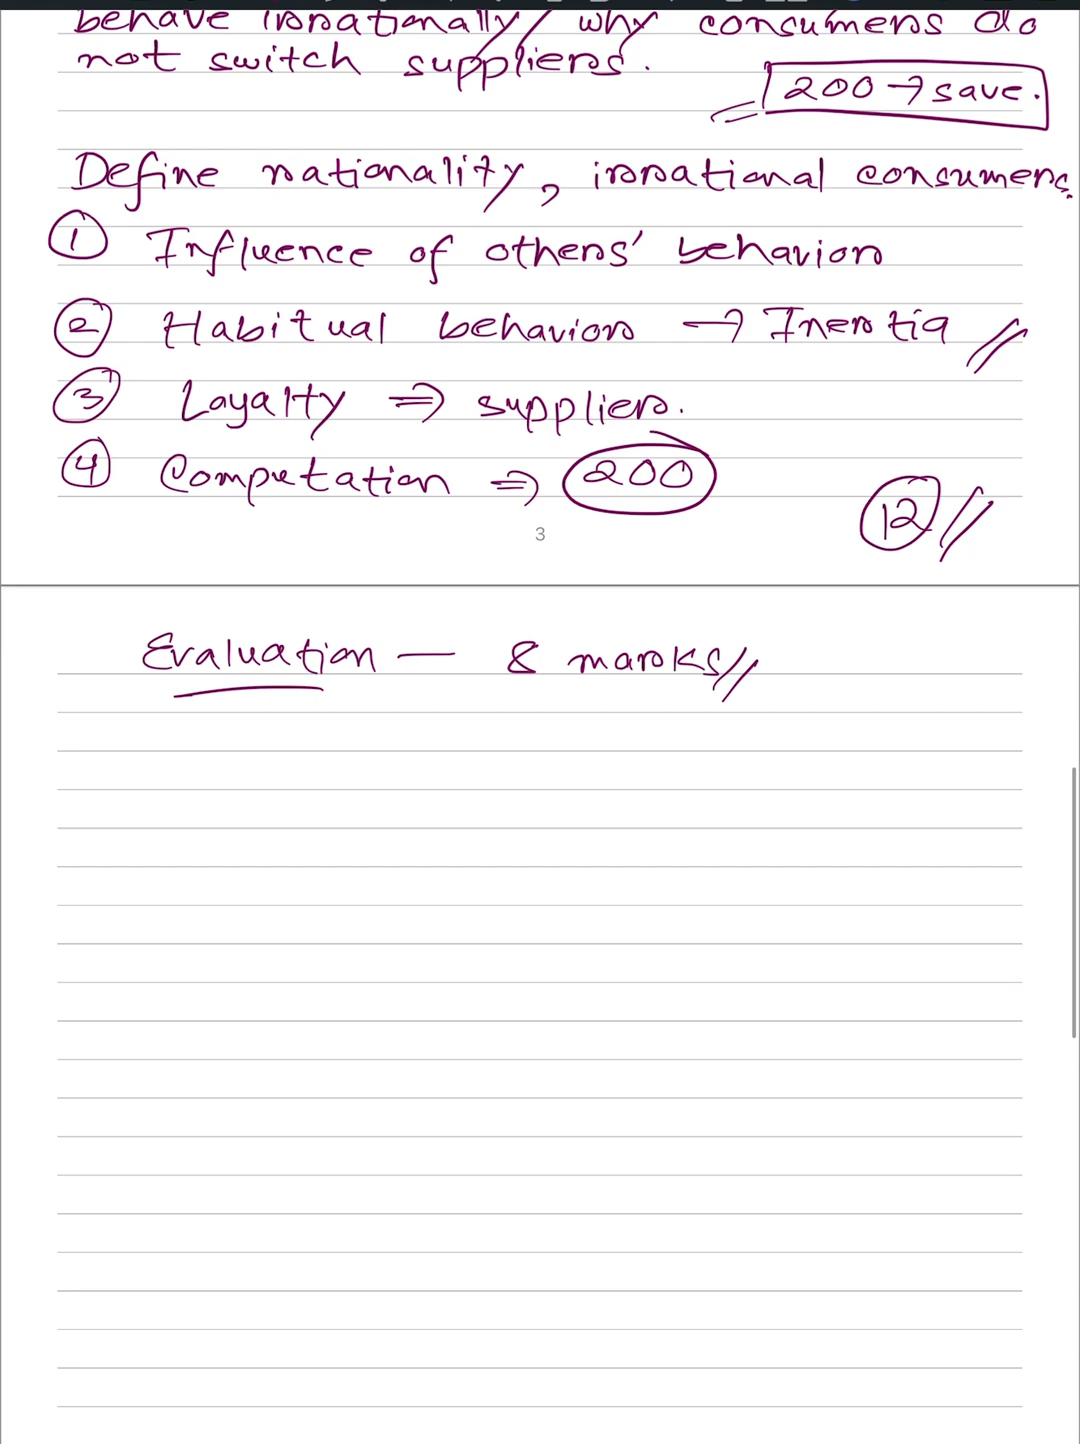 behave irrationally/ why consumers do
not switch suppliers.
200 → save.
Define rationality, irrational consumers.
① Influence of others' behavior
② Habitual behavior → Inertia //
③ Loyalty ⇒ supplier.
④ Computation ⇒ 200
12 //
3
Evaluation — 8 marks//